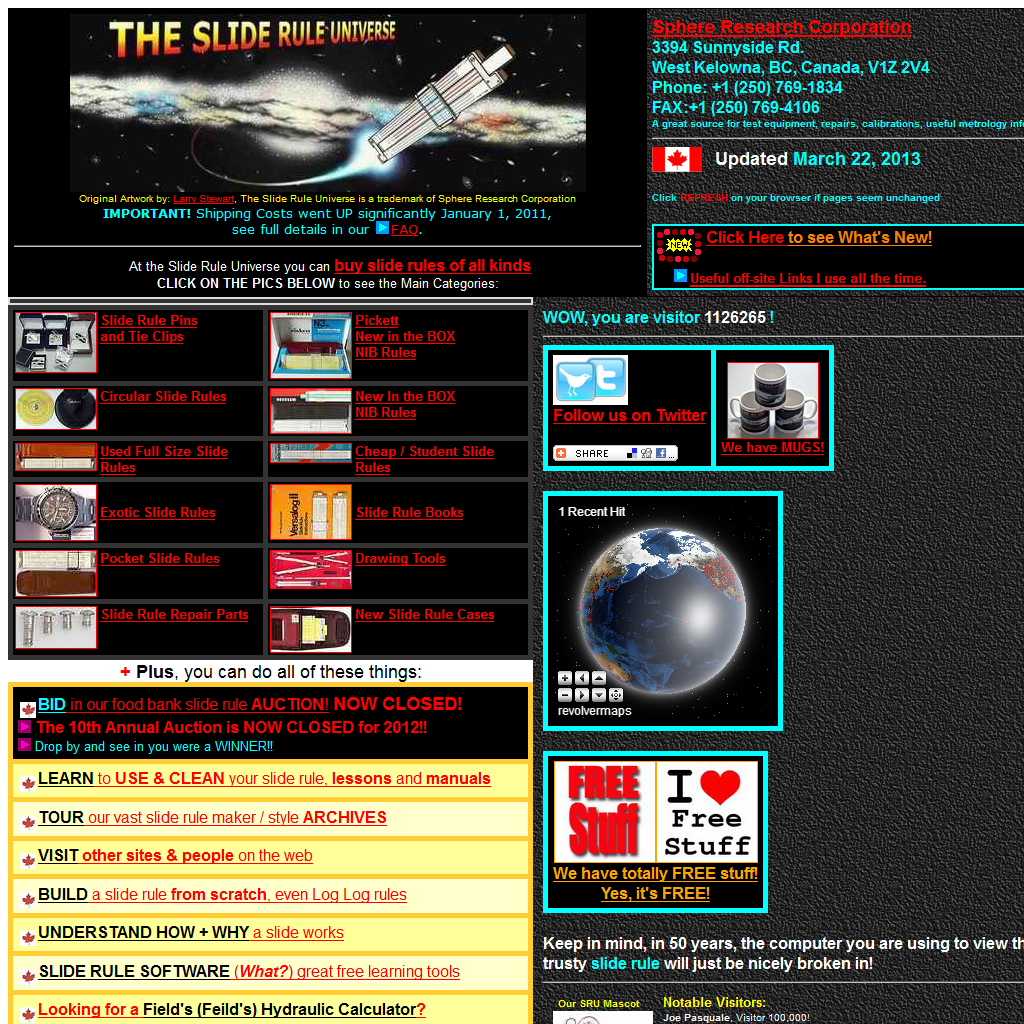 THE SLIDE RULE UNIVERSE
Original Artwork by: Larry Stewart, The Slide Rule Universe is a trademark of Sphere Research Corporation
IMPORTANT! Shipping Costs went UP significantly January 1, 2011,
see full details in our FAQ.
At the Slide Rule Universe you can buy slide rules of all kinds
CLICK ON THE PICS BELOW to see the Main Categories:
Sphere Research Corporation
3394 Sunnyside Rd.
West Kelowna, BC, Canada, V1Z 2V4
Phone: +1 (250) 769-1834
FAX:+1 (250) 769-4106
A great source for test equipment, repairs, calibrations, useful metrology info
Updated March 22, 2013
Click REFRESH on your browser if pages seem unchanged
NEW Click Here to see What's New!
Useful off-site Links I use all the time.
Slide Rule Pins
and Tie Clips
Pickett
New in the BOX
NIB Rules
Circular Slide Rules
New In the BOX
NIB Rules
Used Full Size Slide
Rules
Cheap / Student Slide
Rules
Exotic Slide Rules
Versalog II
Slide Rule Books
Pocket Slide Rules
Drawing Tools
Slide Rule Repair Parts
New Slide Rule Cases
+ Plus, you can do all of these things:
BID in our food bank slide rule AUCTION! NOW CLOSED!
The 10th Annual Auction is NOW CLOSED for 2012!!
Drop by and see in you were a WINNER!!
LEARN to USE & CLEAN your slide rule, lessons and manuals
TOUR our vast slide rule maker / style ARCHIVES
VISIT other sites & people on the web
BUILD a slide rule from scratch, even Log Log rules
UNDERSTAND HOW + WHY a slide works
SLIDE RULE SOFTWARE (What?) great free learning tools
Looking for a Field's (Feild's) Hydraulic Calculator?
WOW, you are visitor 1126265 !
Follow us on Twitter
SHARE ...
We have MUGS!
1 Recent Hit
revolvermaps
FREE
Stuff
I
Free
Stuff
We have totally FREE stuff!
Yes, it's FREE!
Keep in mind, in 50 years, the computer you are using to view th
trusty slide rule will just be nicely broken in!
Our SRU Mascot
Notable Visitors:
Joe Pasquale, Visitor 100,000!